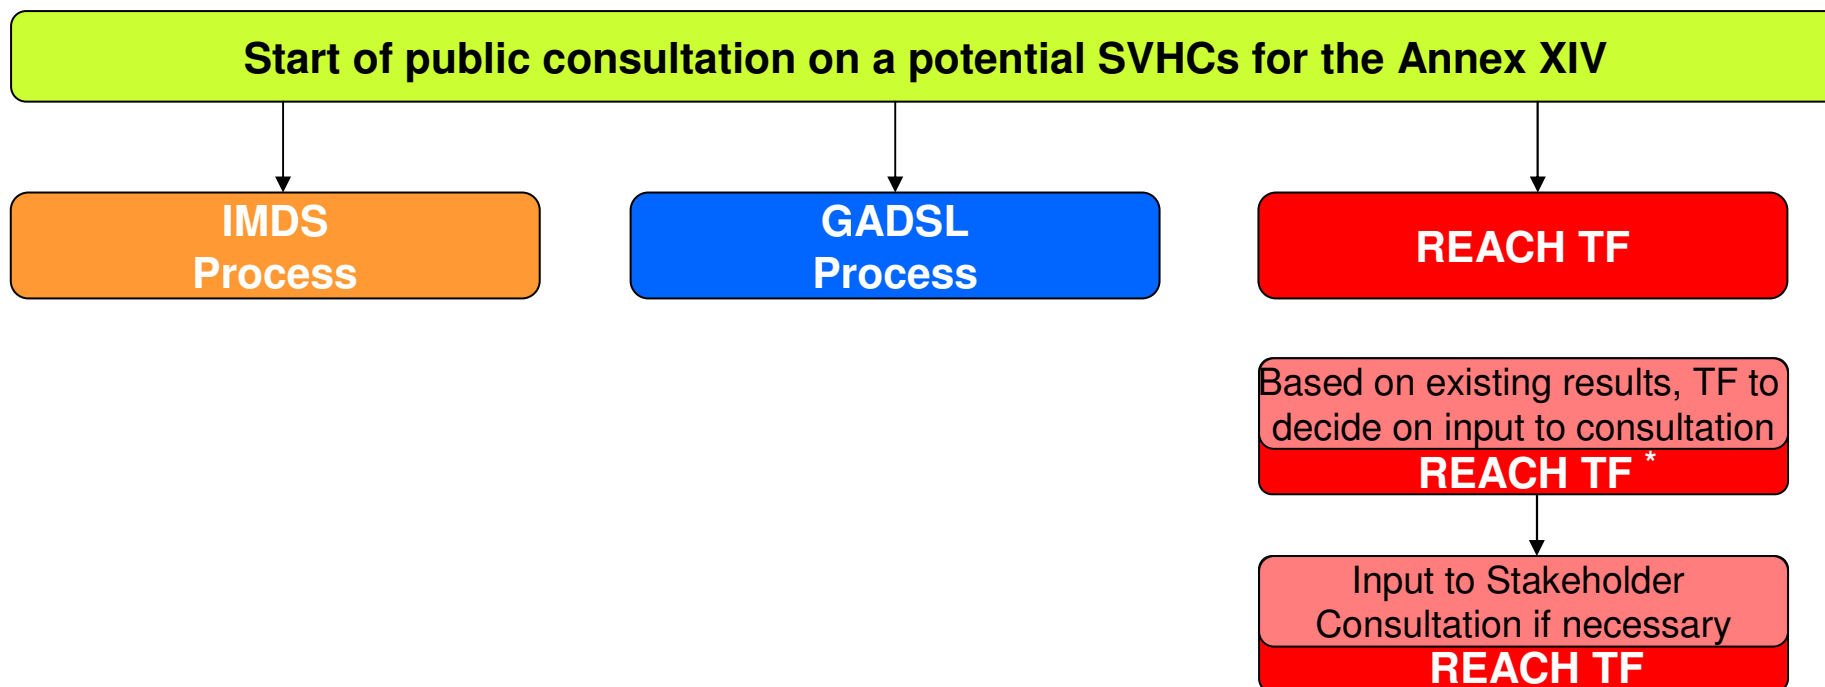 Start of public consultation on a potential SVHCs for the Annex XIV
IMDS
Process
GADSL
Process
REACH TF
Based on existing results, TF to
decide on input to consultation
REACH TF *
Input to Stakeholder
Consultation if necessary
REACH TF